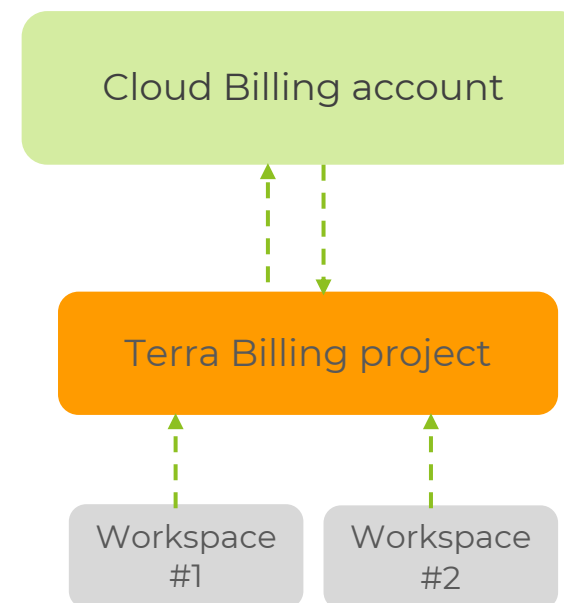 Cloud Billing account
Terra Billing project
Workspace
#1
Workspace
#2